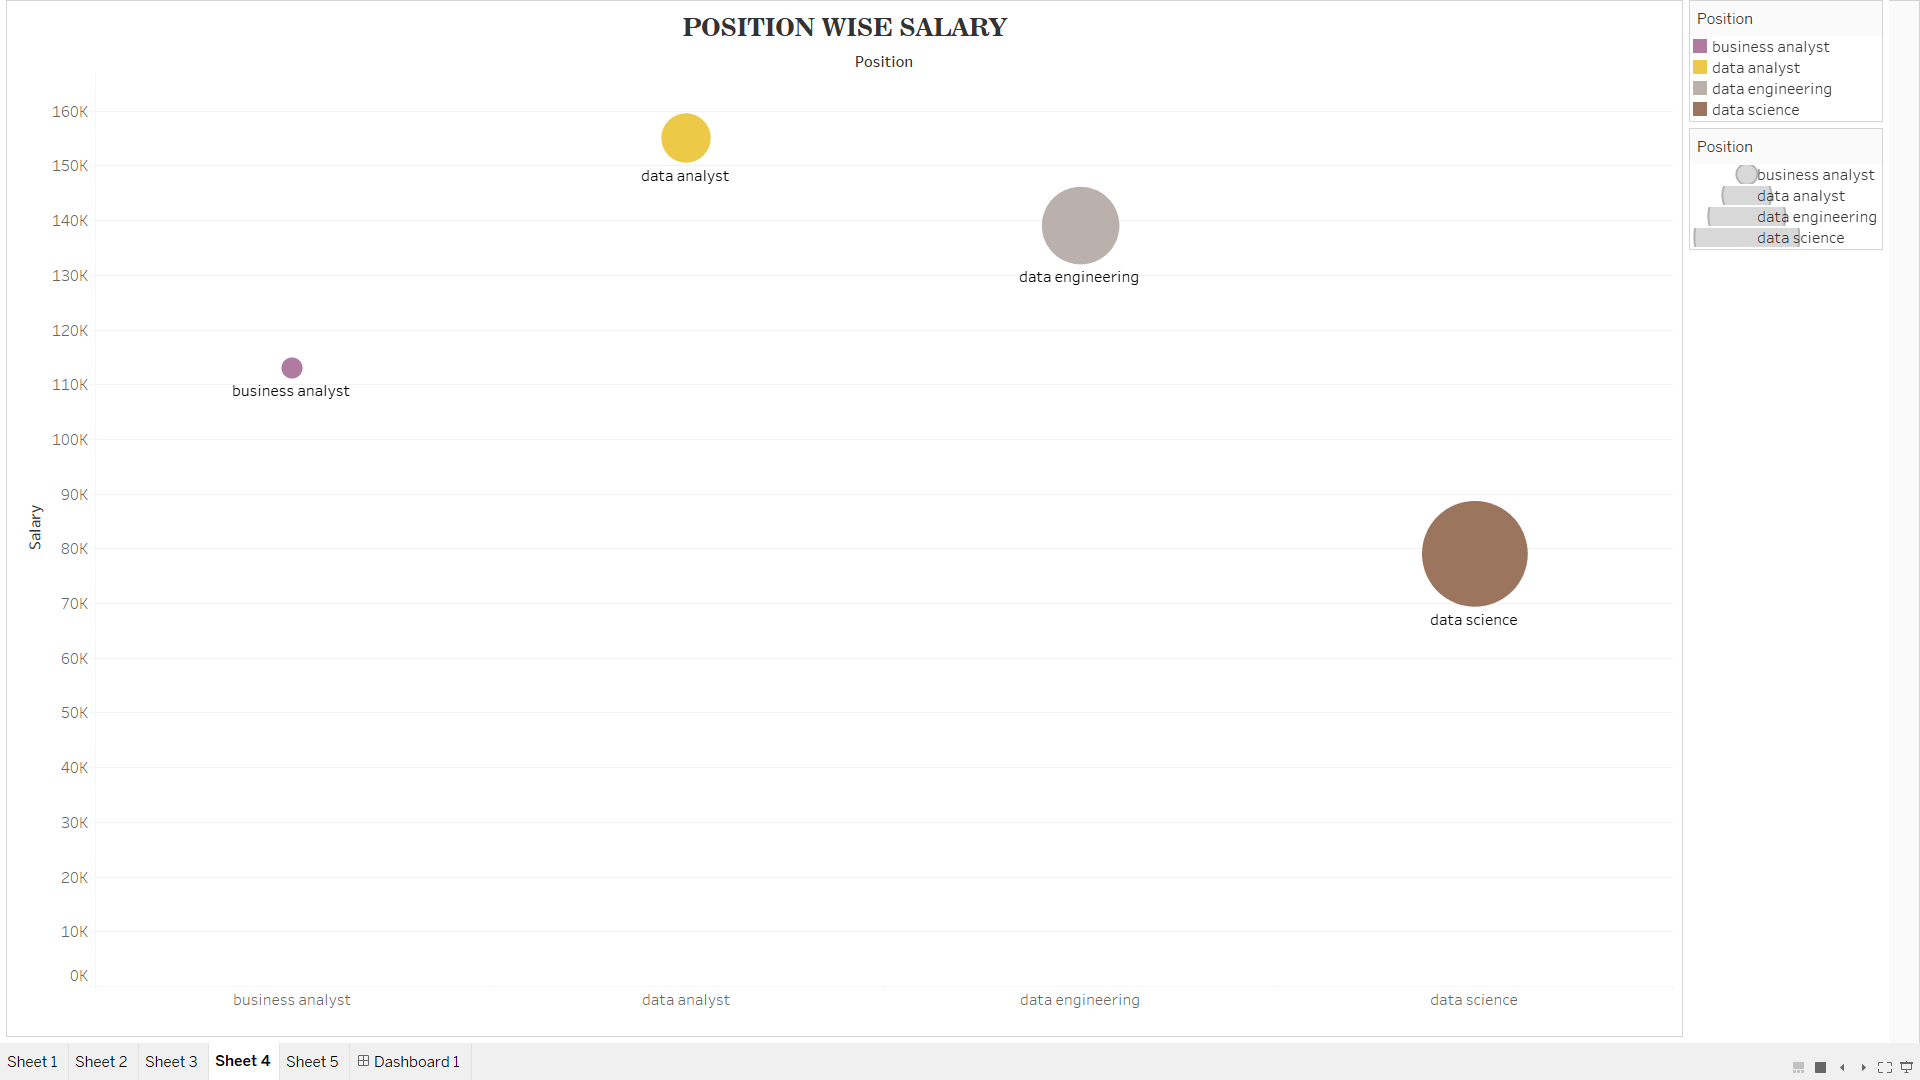 POSITION WISE SALARY
Position
160K
150K
140K
130K
120K
110K
100K
90K
80K
70K
60K
50K
40K
30K
20K
10K
0K
Salary
data analyst
data engineering
business analyst
data science
business analyst
data analyst
data engineering
data science
Position
business analyst
data analyst
data engineering
data science
Position
business analyst
data analyst
data engineering
data science
Sheet 1
Sheet 2
Sheet 3
Sheet 4
Sheet 5
Dashboard 1